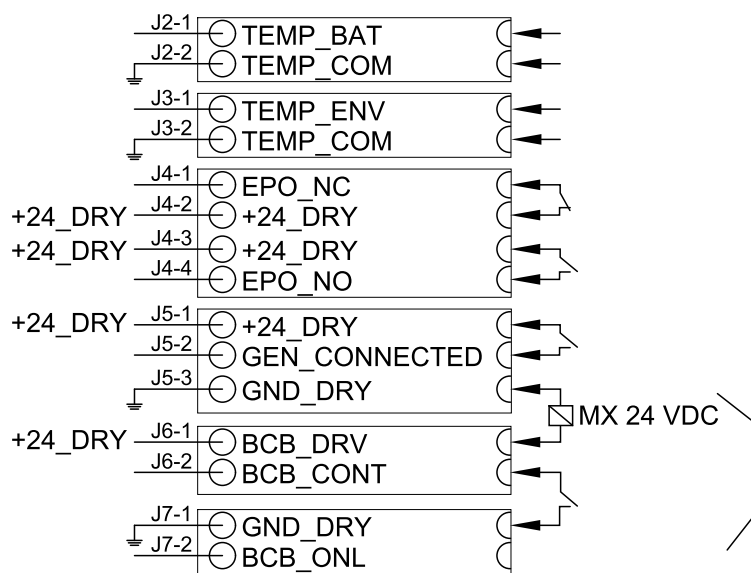 J2-1 TEMP_BAT
J2-2 TEMP_COM
J3-1 TEMP_ENV
J3-2 TEMP_COM
J4-1 EPO_NC
+24_DRY J4-2 +24_DRY
+24_DRY J4-3 +24_DRY
J4-4 EPO_NO
+24_DRY J5-1 +24_DRY
J5-2 GEN_CONNECTED
J5-3 GND_DRY
MX 24 VDC
+24_DRY J6-1 BCB_DRV
J6-2 BCB_CONT
J7-1 GND_DRY
J7-2 BCB_ONL